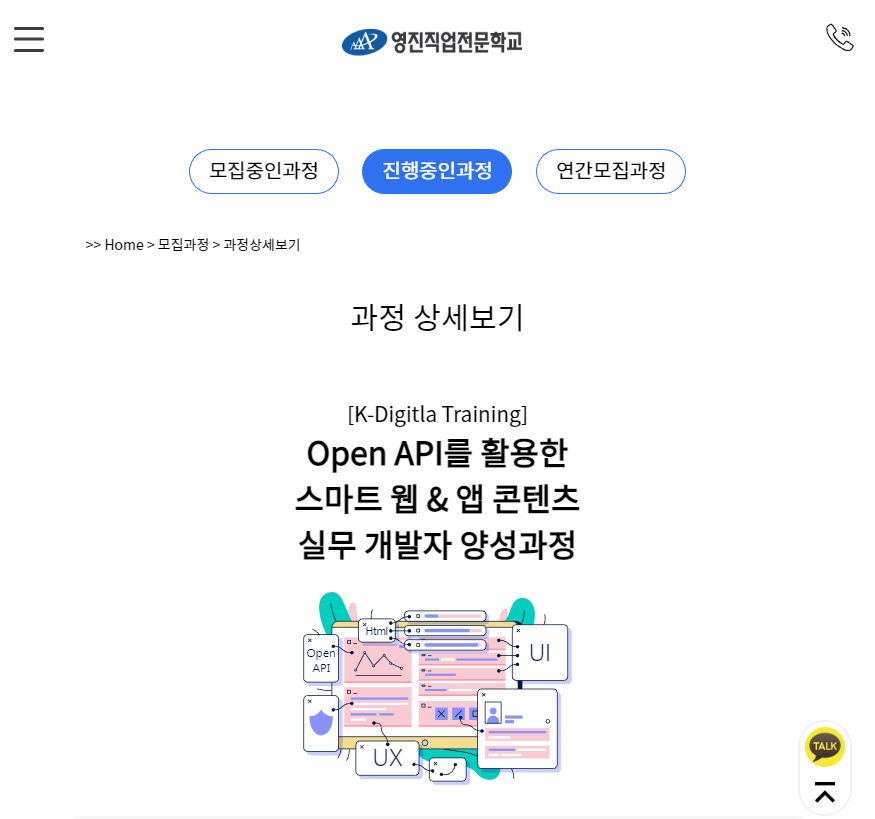 영진직업전문학교
모집중인과정
진행중인과정
연간모집과정
>> Home > 모집과정 > 과정상세보기
과정 상세보기
[K-Digitla Training]
Open API를 활용한
스마트 웹 & 앱 콘텐츠
실무 개발자 양성과정
Html
Open
API
UI
UX
TALK